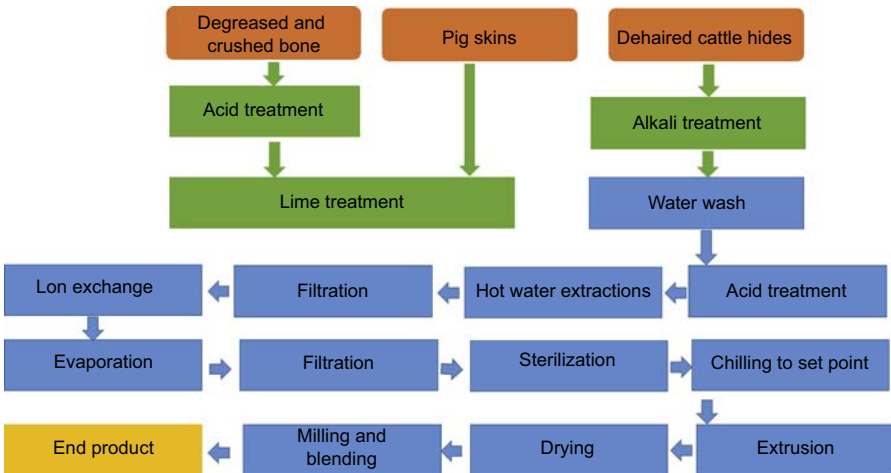 Degreased and
crushed bone
Pig skins
Dehaired cattle hides
Acid treatment
Alkali treatment
Lime treatment
Water wash
Lon exchange
Filtration
Hot water extractions
Acid treatment
Evaporation
Filtration
Sterilization
Chilling to set point
End product
Milling and
blending
Drying
Extrusion